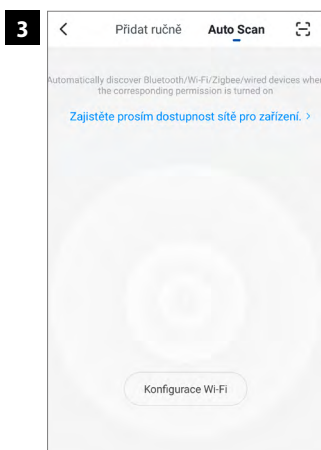 3
Přidat ručně Auto Scan
Automatically discover Bluetooth/Wi-Fi/Zigbee/wired devices when
the corresponding permission is turned on
Zajistěte prosím dostupnost sítě pro zařízení. >
Konfigurace Wi-Fi